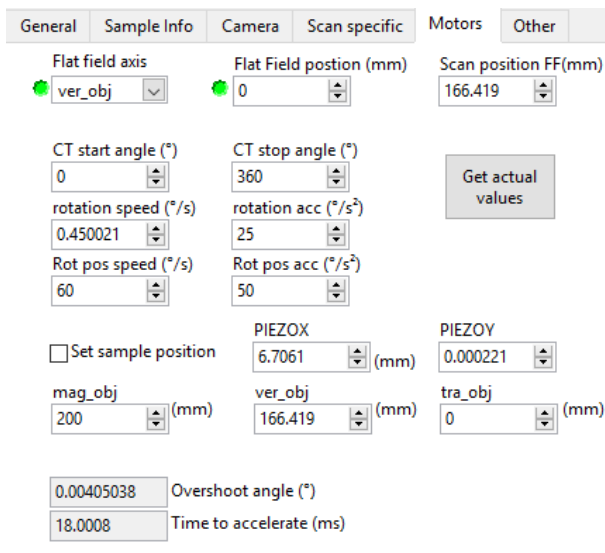 General Sample Info Camera Scan specific Motors Other
Flat field axis Flat Field postion (mm) Scan position FF(mm)
ver_obj 0 166.419
CT start angle (°) CT stop angle (°)
0 360 Get actual
values
rotation speed (°/s) rotation acc (°/s²)
0.450021 25
Rot pos speed (°/s) Rot pos acc (°/s²)
60 50
PIEZOX PIEZOY
Set sample position 6.7061 (mm) 0.000221
mag_obj ver_obj tra_obj
200 (mm) 166.419 (mm) 0 (mm)
0.00405038 Overshoot angle (°)
18.0008 Time to accelerate (ms)